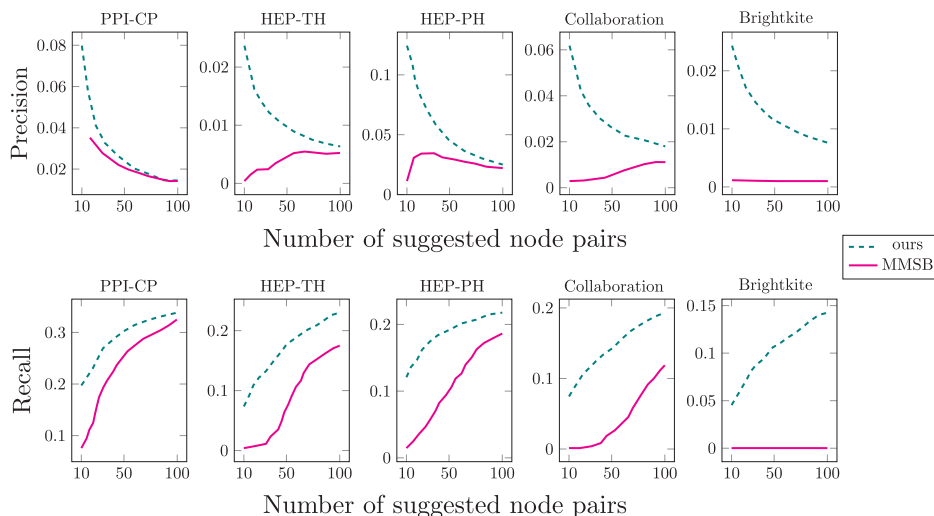 PPI-CP HEP-TH HEP-PH Collaboration Brightkite
Precision
0.08 0.06 0.04 0.02
0.02 0.01 0
0.1 0.05 0
0.06 0.04 0.02 0
0.02 0.01 0
10 50 100 10 50 100 10 50 100 10 50 100 10 50 100
Number of suggested node pairs
ours
MMSB
PPI-CP HEP-TH HEP-PH Collaboration Brightkite
Recall
0.3 0.2 0.1
0.2 0.1 0
0.2 0.1 0
0.2 0.1 0
0.15 0.1 0.05 0
10 50 100 10 50 100 10 50 100 10 50 100 10 50 100
Number of suggested node pairs